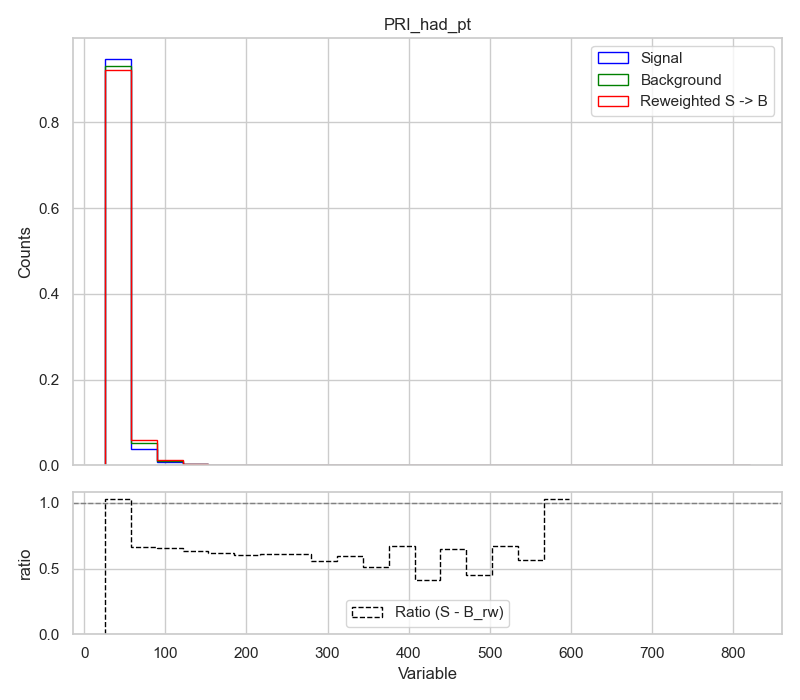 PRI_had_pt
Signal
Background
Reweighted S -> B
Counts
0.8
0.6
0.4
0.2
0.0
ratio
1.0
0.5
0.0
Ratio (S - B_rw)
0 100 200 300 400 500 600 700 800
Variable